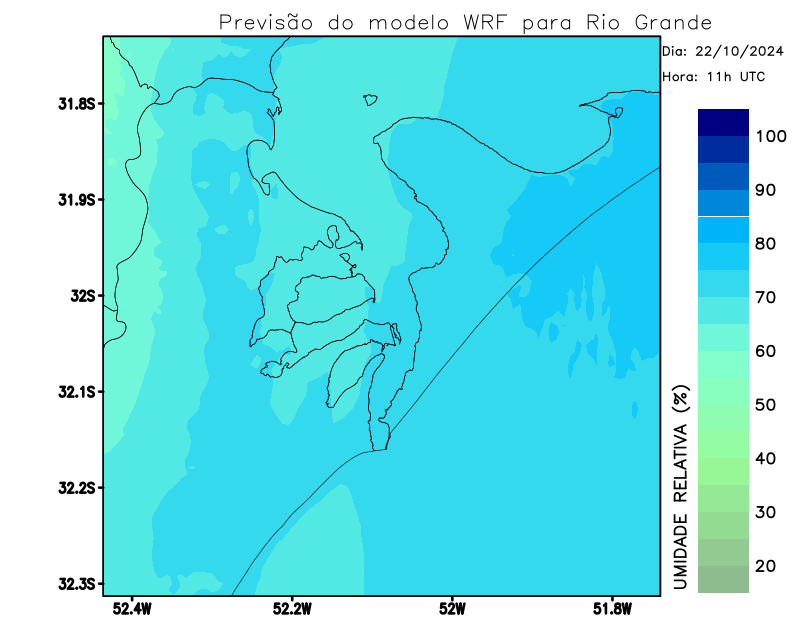 Previsão do modelo WRF para Rio Grande
Dia: 22/10/2024
Hora: 11h UTC
31.8S
31.9S
32S
32.1S
32.2S
32.3S
52.4W
52.2W
52W
51.8W
UMIDADE RELATIVA (%)
100
90
80
70
60
50
40
30
20